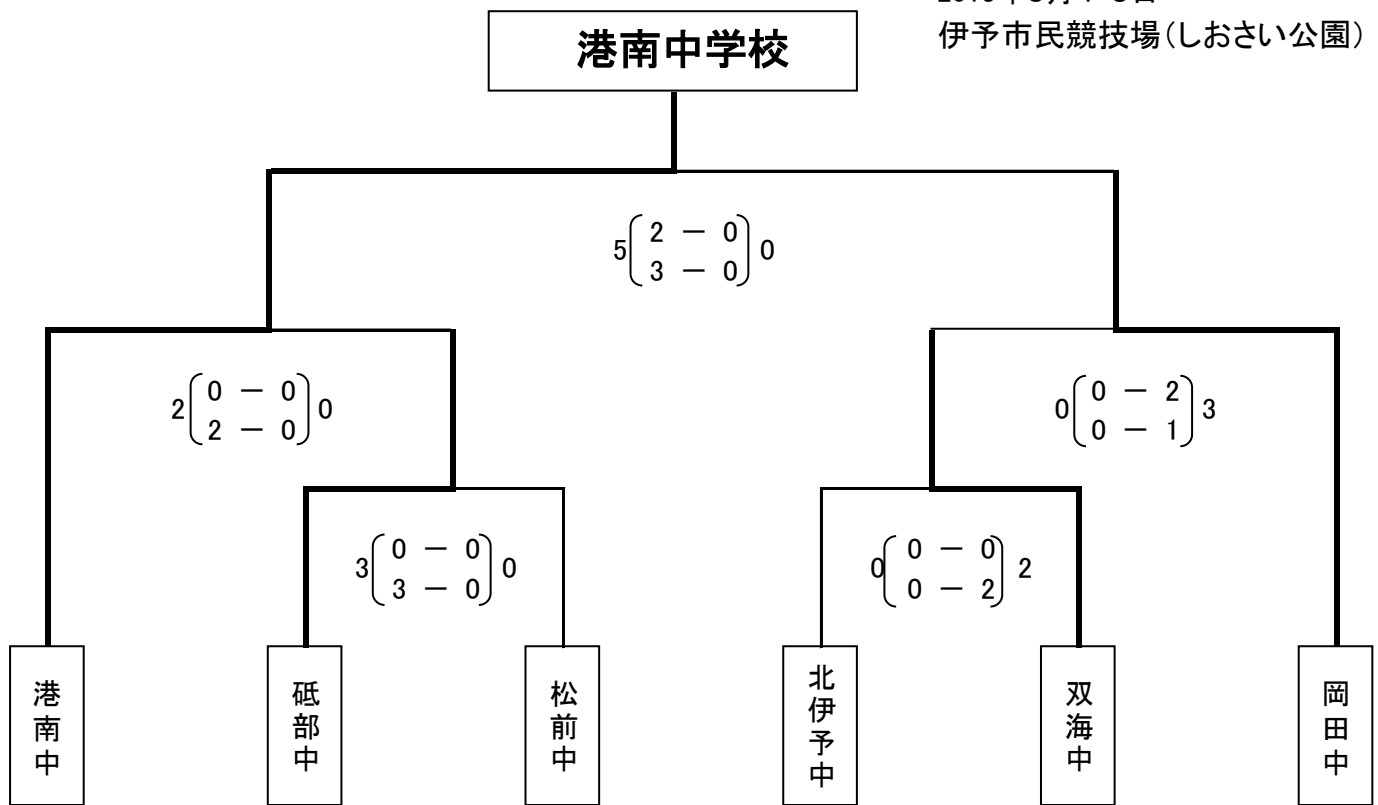 伊予市民競技場(しおさい公園)
港南中学校
5 2 － 0 0
3 － 0
2 0 － 0 0
2 － 0
0 0 － 2 3
0 － 1
3 0 － 0 0
3 － 0
0 0 － 0 2
0 － 2
港南中
砥部中
松前中
北伊予中
双海中
岡田中